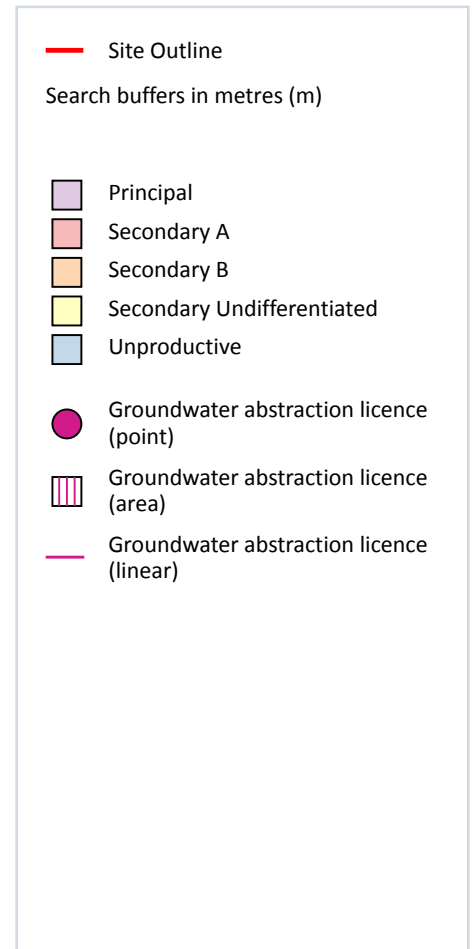 Site Outline
Search buffers in metres (m)
Principal
Secondary A
Secondary B
Secondary Undifferentiated
Unproductive
Groundwater abstraction licence
(point)
Groundwater abstraction licence
(area)
Groundwater abstraction licence
(linear)